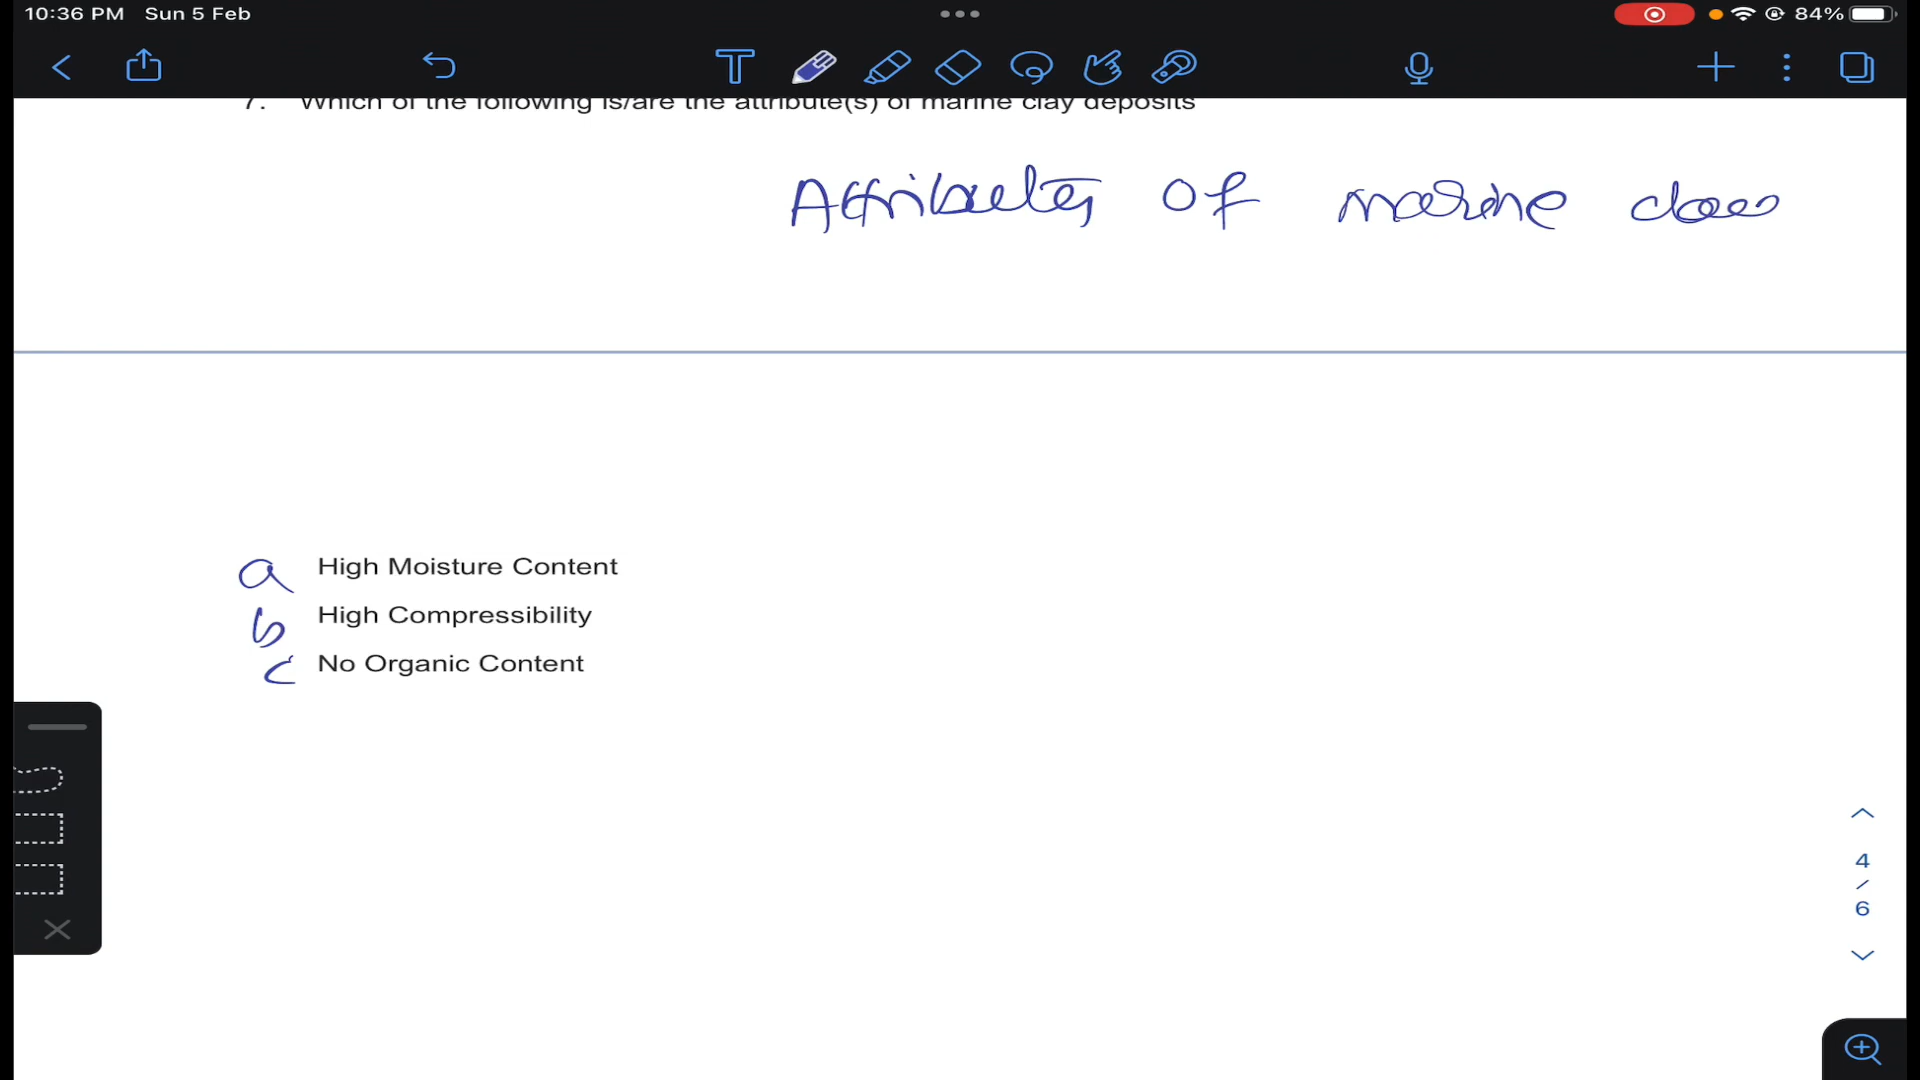 10:36 PM Sun 5 Feb
84%
T
7. Which of the following is/are the attribute(s) of marine clay deposits
Attributes Of marine
a High Moisture Content
b High Compressibility
c No Organic Content
4
/
6